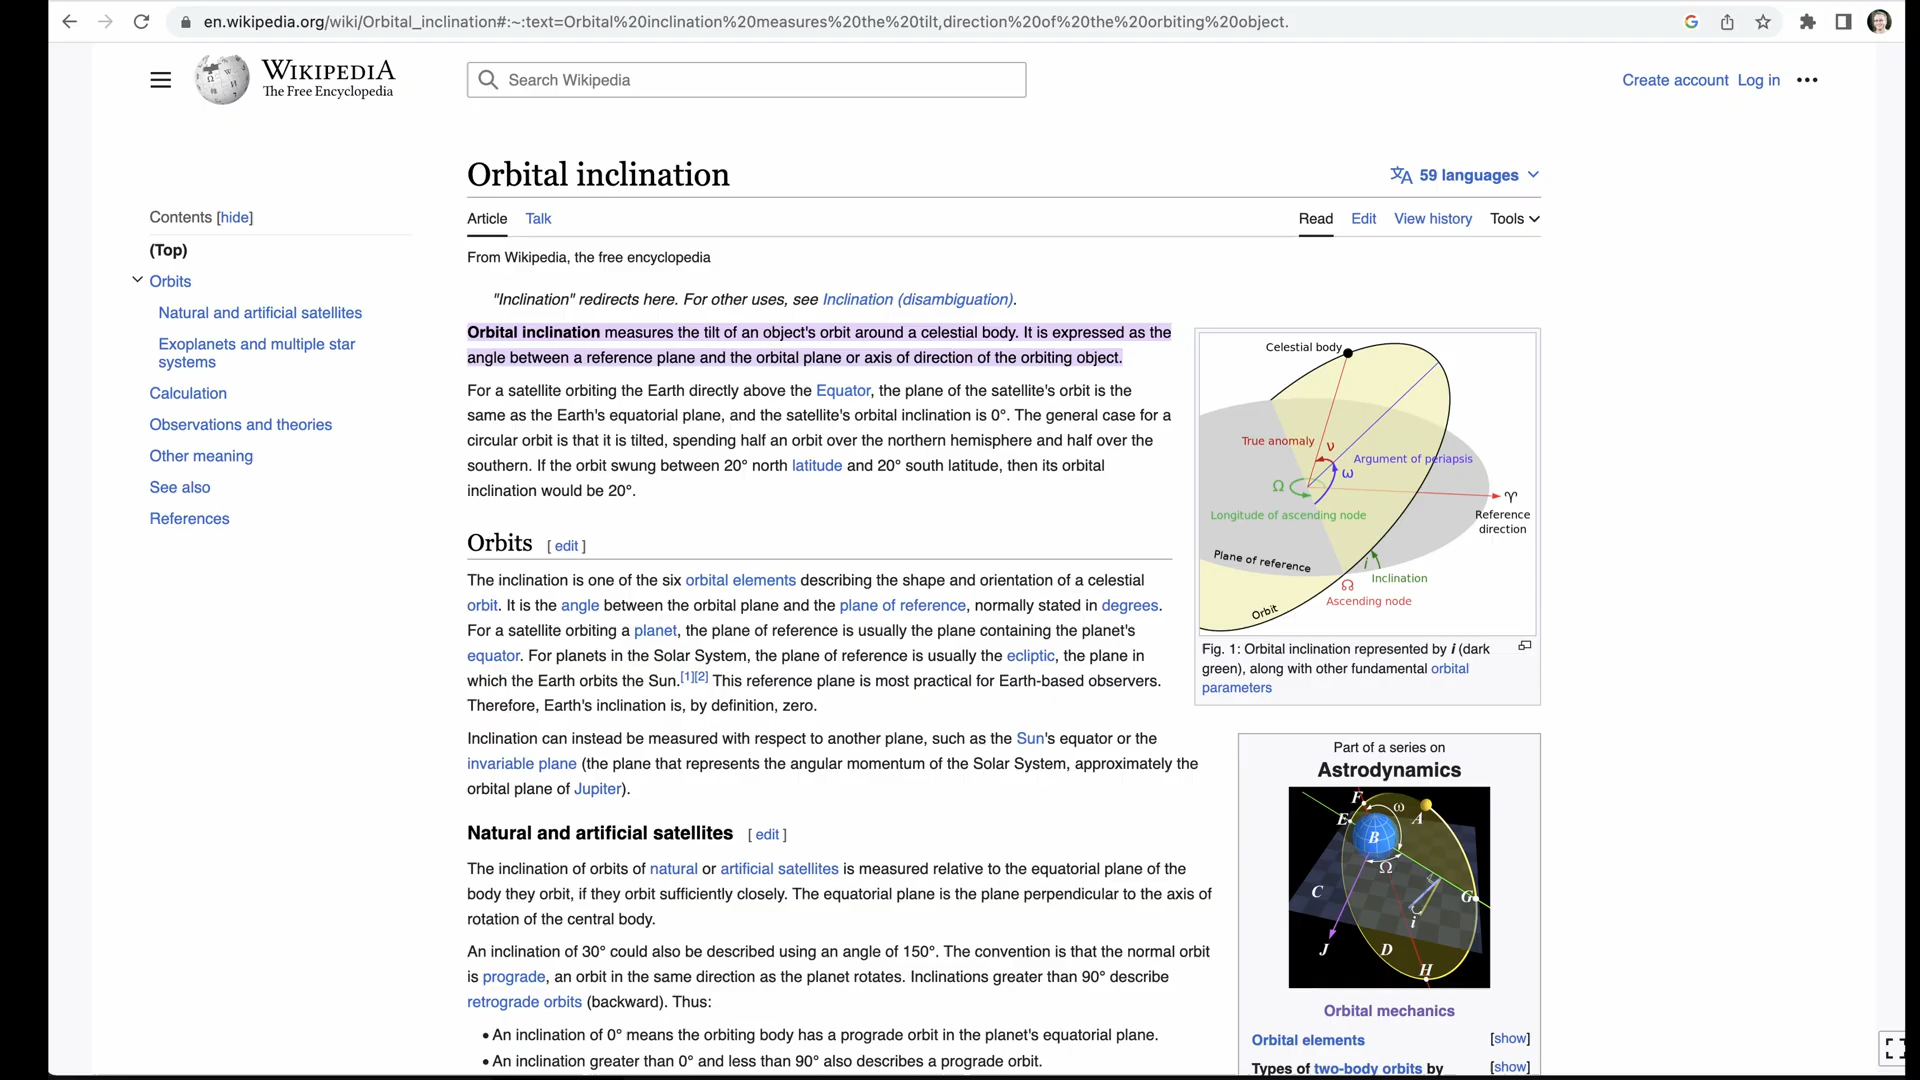 en.wikipedia.org/wiki/Orbital_inclination#:~:text=Orbital%20inclination%20measures%20the%20tilt,direction%20of%20the%20orbiting%20object.
WIKIPEDIA
The Free Encyclopedia
Search Wikipedia
Create account Log in
Orbital inclination
59 languages
Article Talk
Read Edit View history Tools
Contents [hide]
(Top)
Orbits
Natural and artificial satellites
Exoplanets and multiple star
systems
Calculation
Observations and theories
Other meaning
See also
References
From Wikipedia, the free encyclopedia
"Inclination" redirects here. For other uses, see Inclination (disambiguation).
Orbital inclination measures the tilt of an object's orbit around a celestial body. It is expressed as the
angle between a reference plane and the orbital plane or axis of direction of the orbiting object.
For a satellite orbiting the Earth directly above the Equator, the plane of the satellite's orbit is the
same as the Earth's equatorial plane, and the satellite's orbital inclination is 0°. The general case for a
circular orbit is that it is tilted, spending half an orbit over the northern hemisphere and half over the
southern. If the orbit swung between 20° north latitude and 20° south latitude, then its orbital
inclination would be 20°.
Orbits [ edit ]
The inclination is one of the six orbital elements describing the shape and orientation of a celestial
orbit. It is the angle between the orbital plane and the plane of reference, normally stated in degrees.
For a satellite orbiting a planet, the plane of reference is usually the plane containing the planet's
equator. For planets in the Solar System, the plane of reference is usually the ecliptic, the plane in
which the Earth orbits the Sun.[1][2] This reference plane is most practical for Earth-based observers.
Therefore, Earth's inclination is, by definition, zero.
Inclination can instead be measured with respect to another plane, such as the Sun's equator or the
invariable plane (the plane that represents the angular momentum of the Solar System, approximately the
orbital plane of Jupiter).
Natural and artificial satellites [ edit ]
The inclination of orbits of natural or artificial satellites is measured relative to the equatorial plane of the
body they orbit, if they orbit sufficiently closely. The equatorial plane is the plane perpendicular to the axis of
rotation of the central body.
An inclination of 30° could also be described using an angle of 150°. The convention is that the normal orbit
is prograde, an orbit in the same direction as the planet rotates. Inclinations greater than 90° describe
retrograde orbits (backward). Thus:
• An inclination of 0° means the orbiting body has a prograde orbit in the planet's equatorial plane.
• An inclination greater than 0° and less than 90° also describes a prograde orbit.
Celestial body
True anomaly
ν
Argument of periapsis
ω
Ω
Longitude of ascending node
♈
Reference
direction
Plane of reference
i
Inclination
☊
Ascending node
Orbit
Fig. 1: Orbital inclination represented by i (dark
green), along with other fundamental orbital
parameters
Part of a series on
Astrodynamics
F
ω
A
E
B
Ω
C
G
i
J
D
H
Orbital mechanics
Orbital elements [show]
Types of two-body orbits by [show]